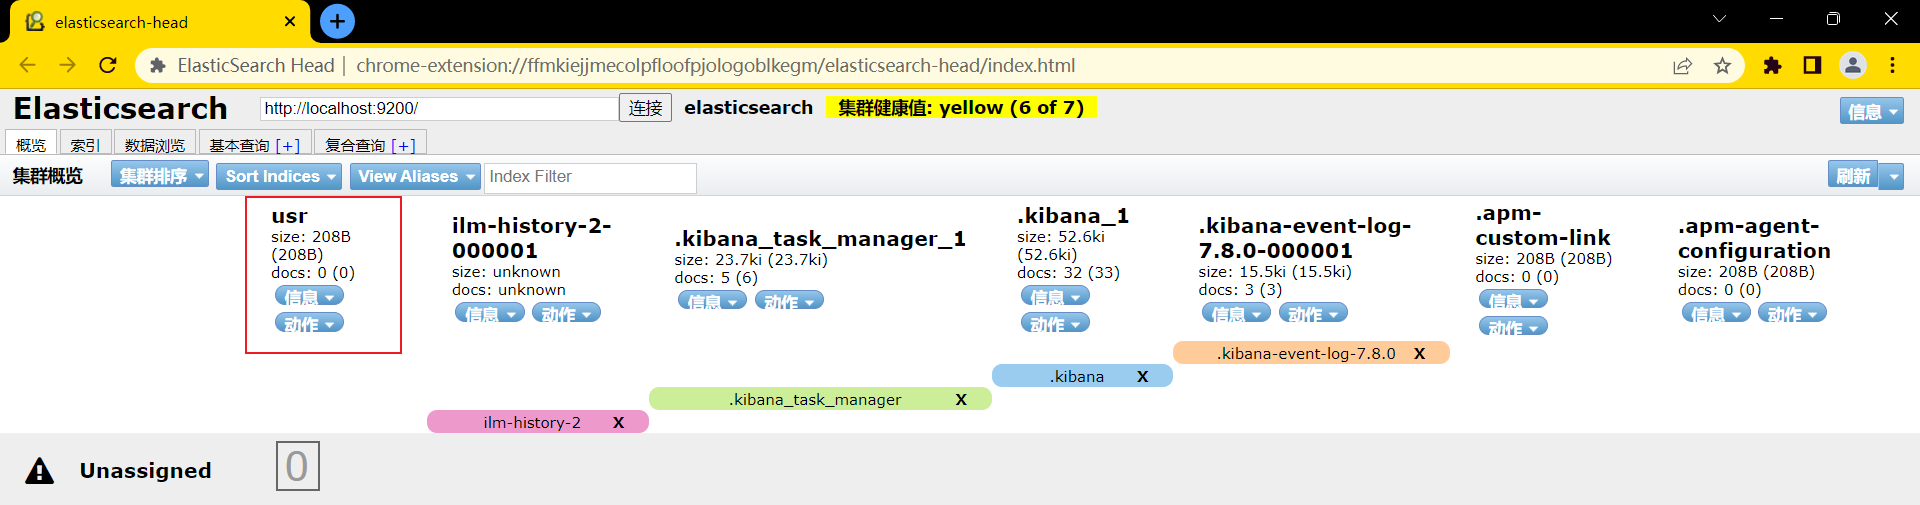 elasticsearch-head
ElasticSearch Head | chrome-extension://ffmkiejjmecolpfloofpjologoblkegm/elasticsearch-head/index.html
Elasticsearch http://localhost:9200/ 连接 elasticsearch 集群健康值: yellow (6 of 7) 信息
概览 索引 数据浏览 基本查询 [+] 复合查询 [+]
集群概览 集群排序 Sort Indices View Aliases Index Filter 刷新
usr
size: 208B
(208B)
docs: 0 (0)
信息
动作
ilm-history-2-
000001
size: unknown
docs: unknown
信息 动作
.kibana_task_manager_1
size: 23.7ki (23.7ki)
docs: 5 (6)
信息 动作
.kibana_1
size: 52.6ki
(52.6ki)
docs: 32 (33)
信息
动作
.kibana-event-log-
7.8.0-000001
size: 15.5ki (15.5ki)
docs: 3 (3)
信息 动作
.apm-
custom-link
size: 208B (208B)
docs: 0 (0)
信息
动作
.apm-agent-
configuration
size: 208B (208B)
docs: 0 (0)
信息 动作
.kibana-event-log-7.8.0 X
.kibana X
.kibana_task_manager X
ilm-history-2 X
Unassigned 0